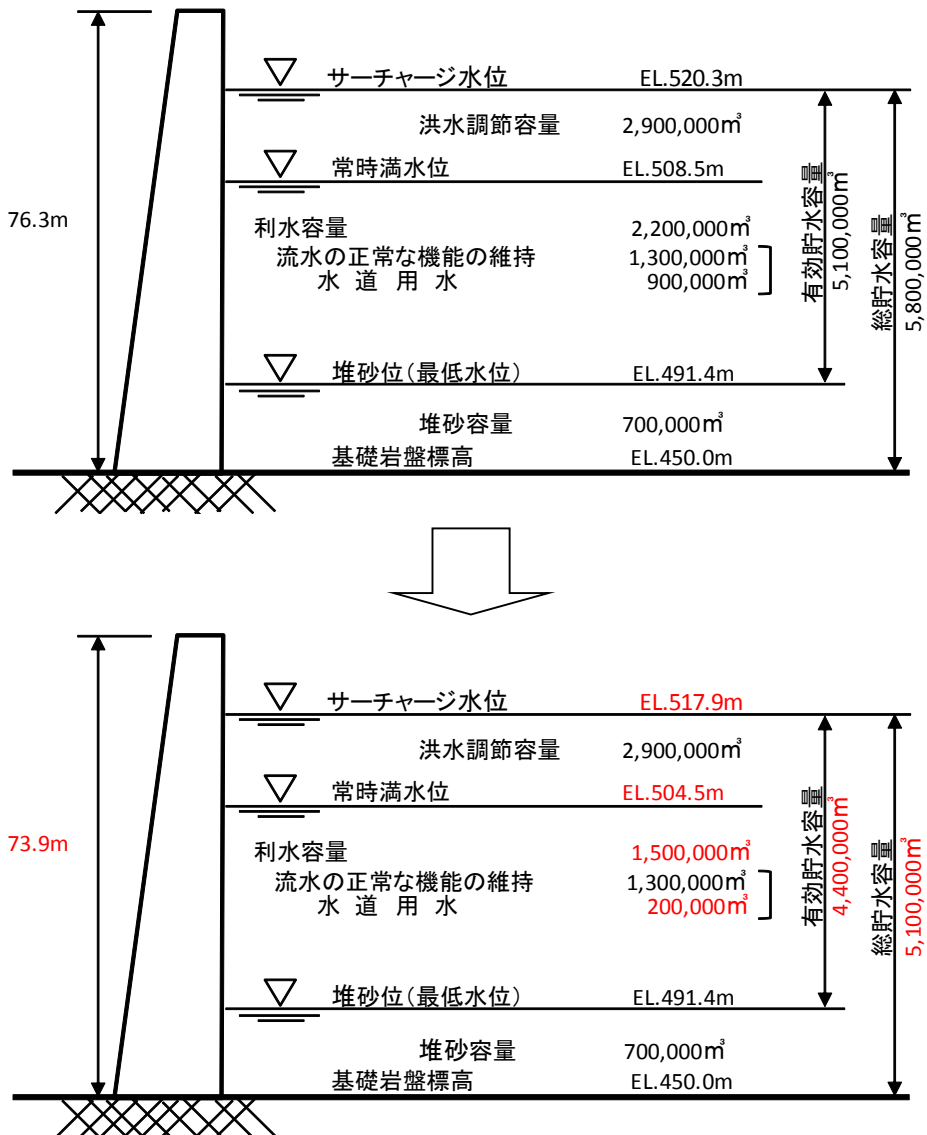 サーチャージ水位 EL.520.3m
洪水調節容量 2,900,000㎥
常時満水位 EL.508.5m
76.3m
利水容量 2,200,000㎥
流水の正常な機能の維持 1,300,000㎥
水道用水 900,000㎥
有効貯水容量
5,100,000㎥
総貯水容量
5,800,000㎥
堆砂位(最低水位) EL.491.4m
堆砂容量 700,000㎥
基礎岩盤標高 EL.450.0m
サーチャージ水位 EL.517.9m
洪水調節容量 2,900,000㎥
常時満水位 EL.504.5m
73.9m
利水容量 1,500,000㎥
流水の正常な機能の維持 1,300,000㎥
水道用水 200,000㎥
有効貯水容量
4,400,000㎥
総貯水容量
5,100,000㎥
堆砂位(最低水位) EL.491.4m
堆砂容量 700,000㎥
基礎岩盤標高 EL.450.0m